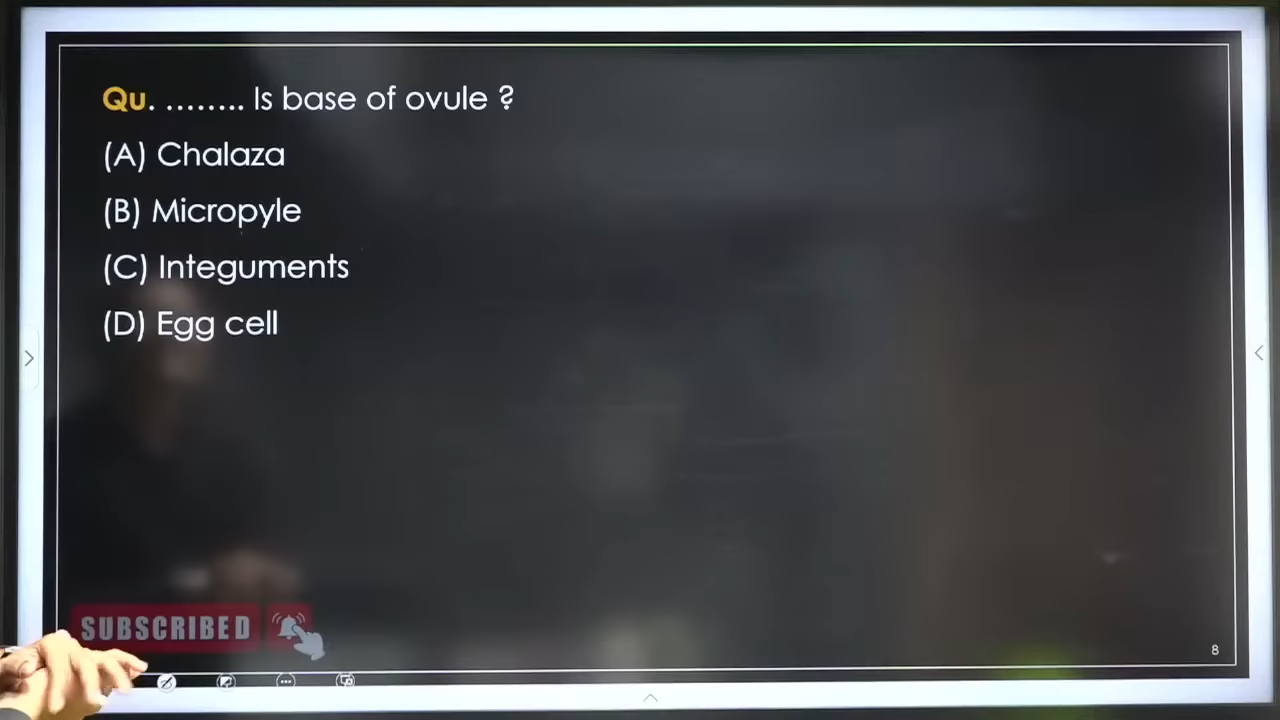 Qu. ........ Is base of ovule ?
(A) Chalaza
(B) Micropyle
(C) Integuments
(D) Egg cell
SUBSCRIBED
8